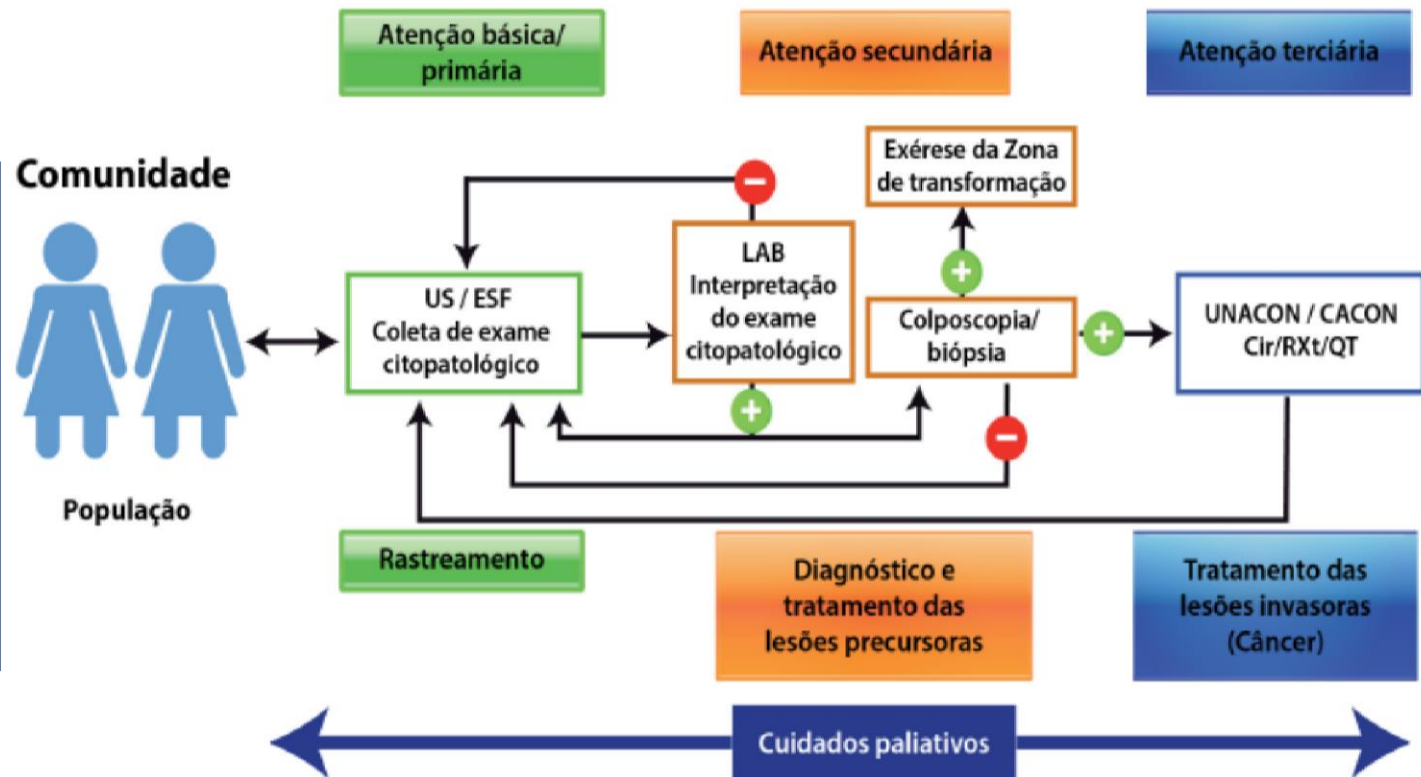 Atenção básica/
primária
Atenção secundária
Atenção terciária
Comunidade
População
US / ESF
Coleta de exame
citopatológico
LAB
Interpretação
do exame
citopatológico
Exérese da Zona
de transformação
Colposcopia/
biópsia
UNACON / CACON
Cir/RXt/QT
Rastreamento
Diagnóstico e
tratamento das
lesões precursoras
Tratamento das
lesões invasoras
(Câncer)
Cuidados paliativos